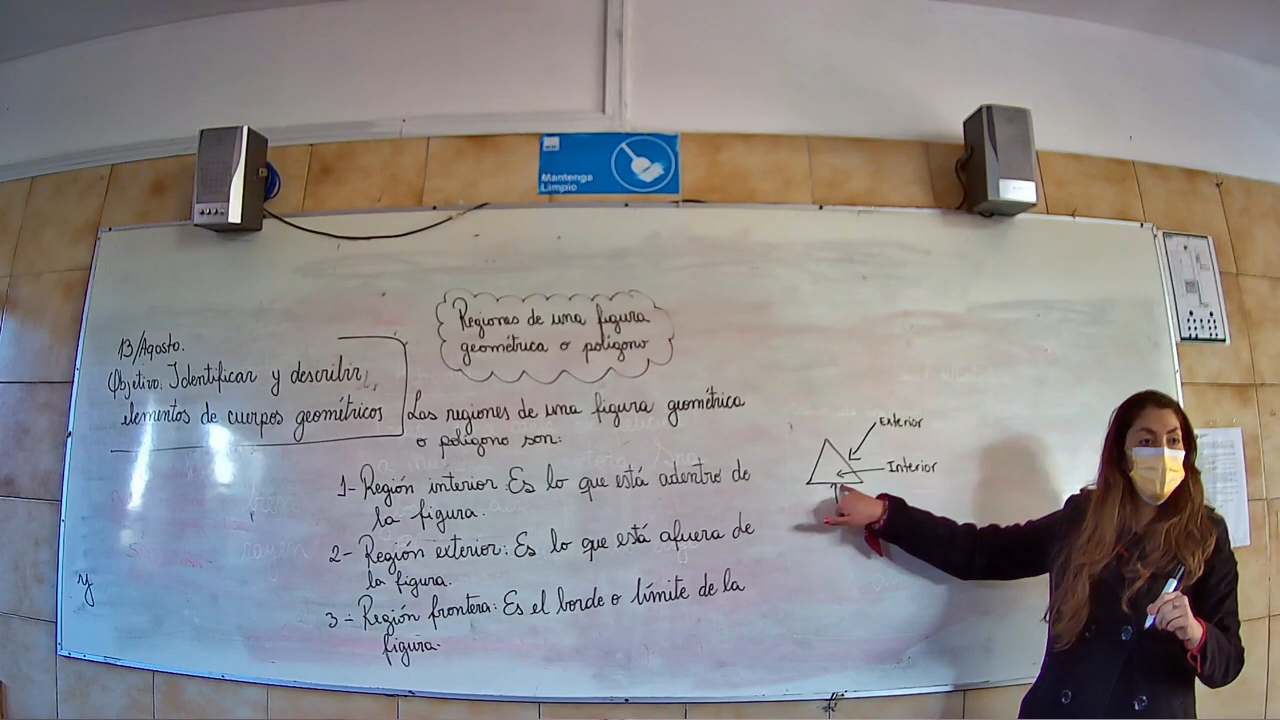 Mantenga
Limpio
13/Agosto.
Objetivo: Identificar y describir
elementos de cuerpos geométricos
Regiones de una figura
geométrica o polígono
Las regiones de una figura geométrica
o polígono son:
1- Región interior: Es lo que está adentro de
la figura.
2- Región exterior: Es lo que está afuera de
la figura.
3- Región frontera: Es el borde o límite de la
figura.
Exterior
Interior
y